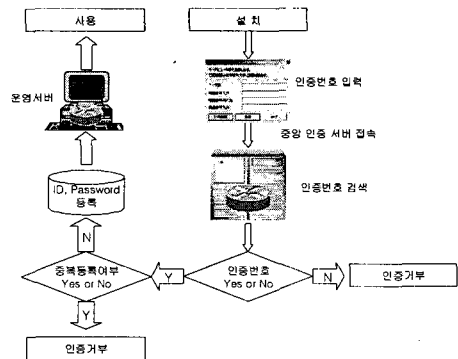 사용
설 치
운영서버
인증번호 입력
중앙 인증 서버 접속
ID, Password
등록
인증번호 검색
N
중복등록여부
Yes or No
Y
인증번호
Yes or No
N
인증거부
Y
인증거부